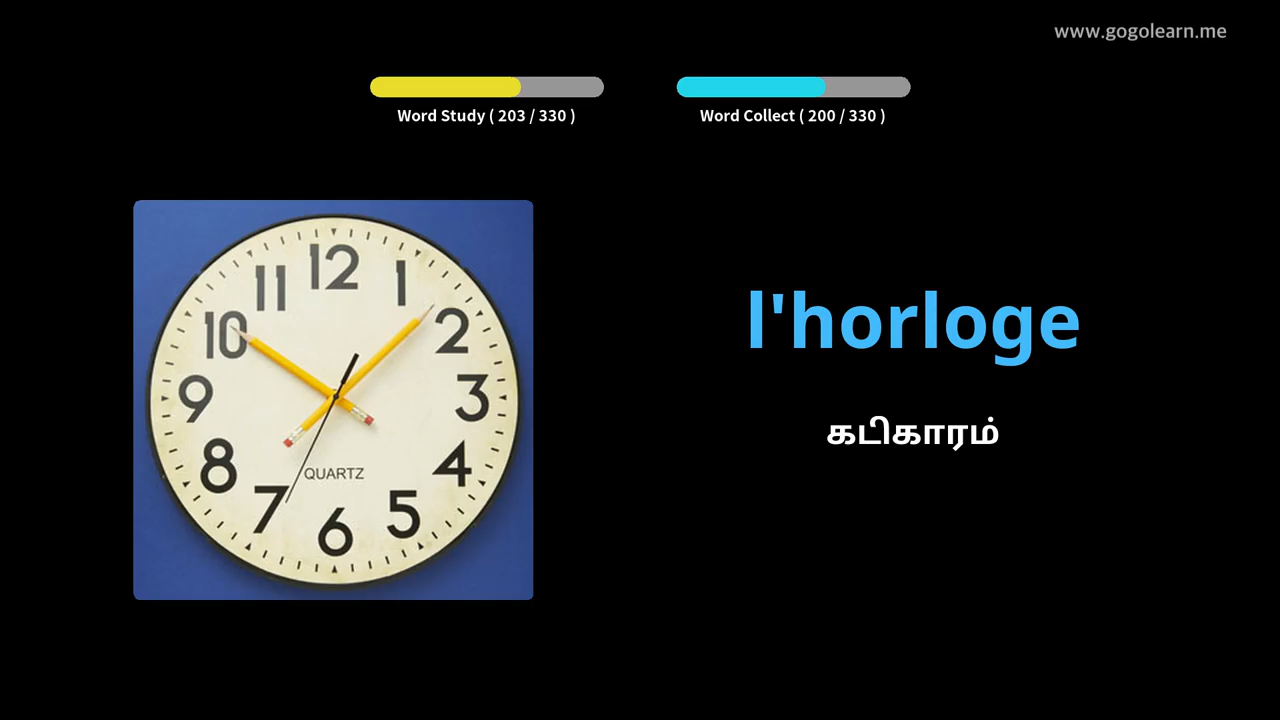 www.gogolearn.me
Word Study ( 203 / 330 )
Word Collect ( 200 / 330 )
12
11
1
10
2
9
3
8
4
QUARTZ
7
5
6
l'horloge
கபிகாரம்